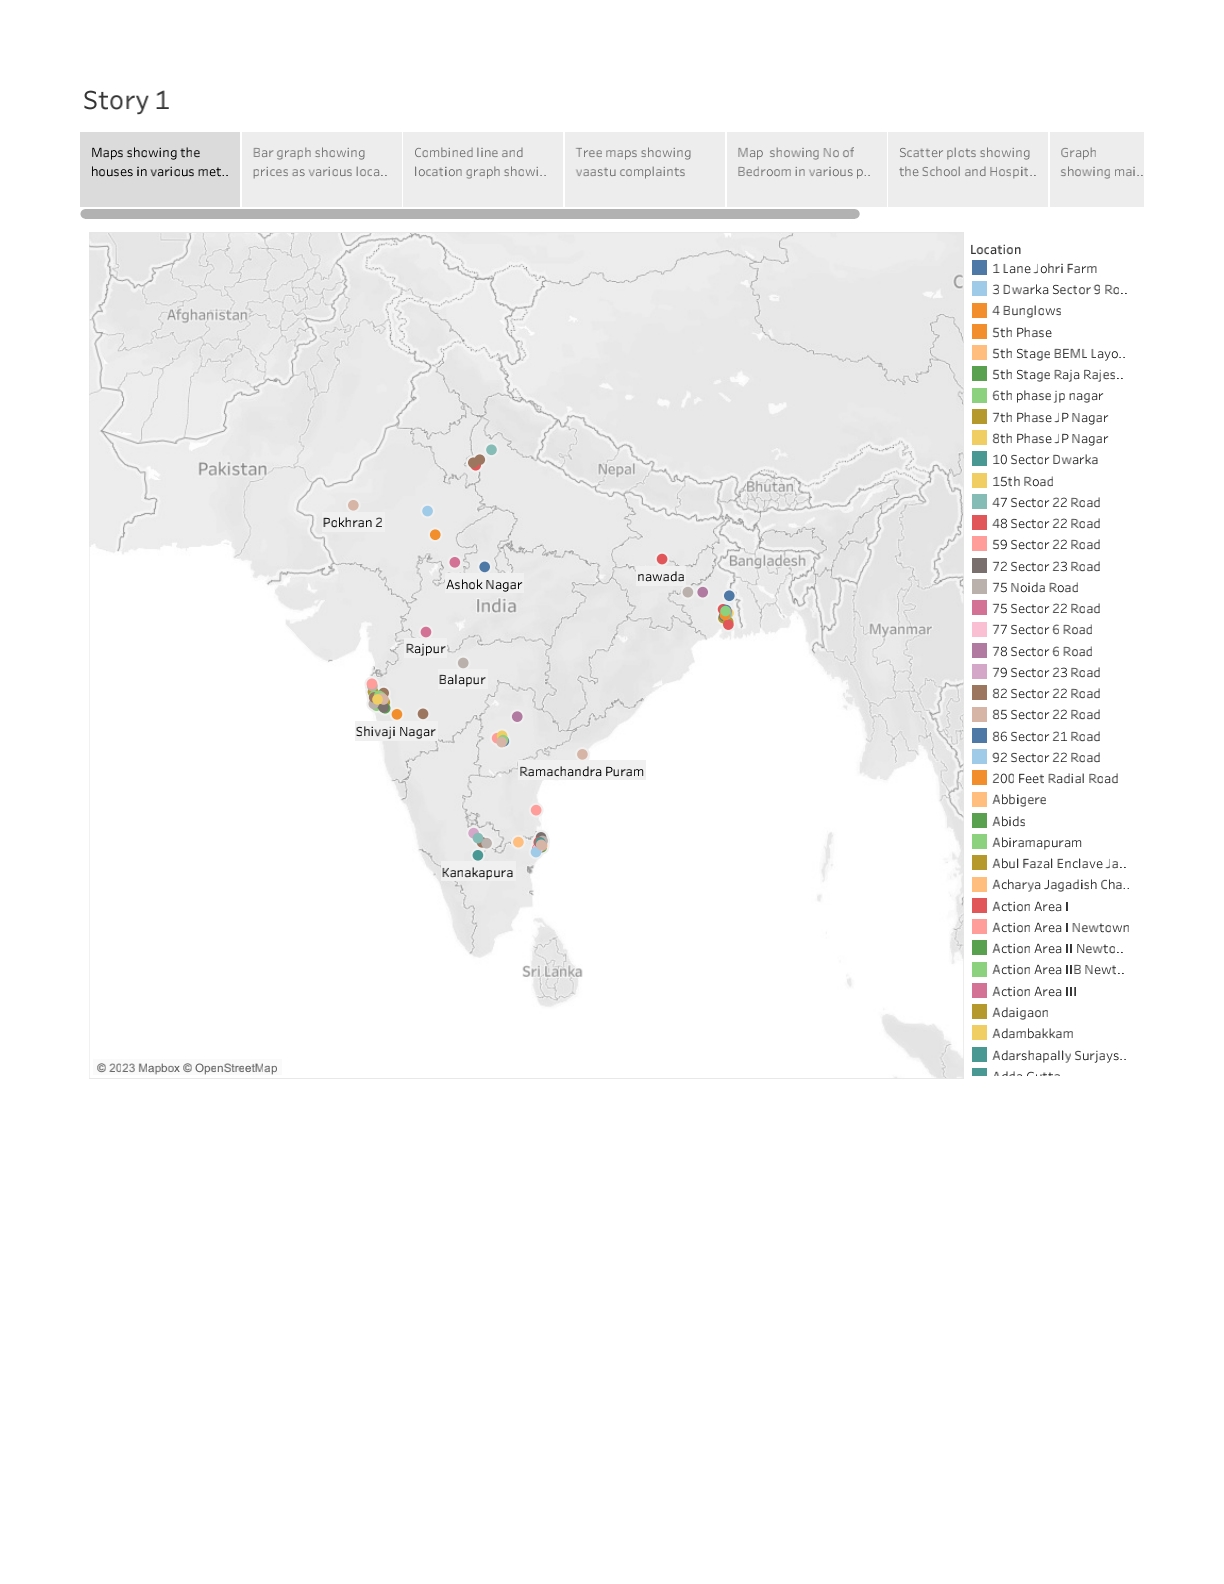 Story 1
Maps showing the
houses in various met..
Bar graph showing
prices as various loca..
Combined line and
location graph showi..
Tree maps showing
vaastu complaints
Map showing No of
Bedroom in various p..
Scatter plots showing
the School and Hospit..
Graph
showing mai..
Afghanistan
Pakistan
Nepal
Bhutan
Pokhran 2
Bangladesh
nawada
Ashok Nagar
India
Myanmar
Rajpur
Balapur
Shivaji Nagar
Ramachandra Puram
Kanakapura
Sri Lanka
© 2023 Mapbox © OpenStreetMap
Location
1 Lane Johri Farm
3 Dwarka Sector 9 Ro..
4 Bunglows
5th Phase
5th Stage BEML Layo..
5th Stage Raja Rajes..
6th phase jp nagar
7th Phase JP Nagar
8th Phase JP Nagar
10 Sector Dwarka
15th Road
47 Sector 22 Road
48 Sector 22 Road
59 Sector 22 Road
72 Sector 23 Road
75 Noida Road
75 Sector 22 Road
77 Sector 6 Road
78 Sector 6 Road
79 Sector 23 Road
82 Sector 22 Road
85 Sector 22 Road
86 Sector 21 Road
92 Sector 22 Road
200 Feet Radial Road
Abbigere
Abids
Abiramapuram
Abul Fazal Enclave Ja..
Acharya Jagadish Cha..
Action Area I
Action Area I Newtown
Action Area II Newto..
Action Area IIB Newt..
Action Area III
Adaigaon
Adambakkam
Adarshapally Surjays..